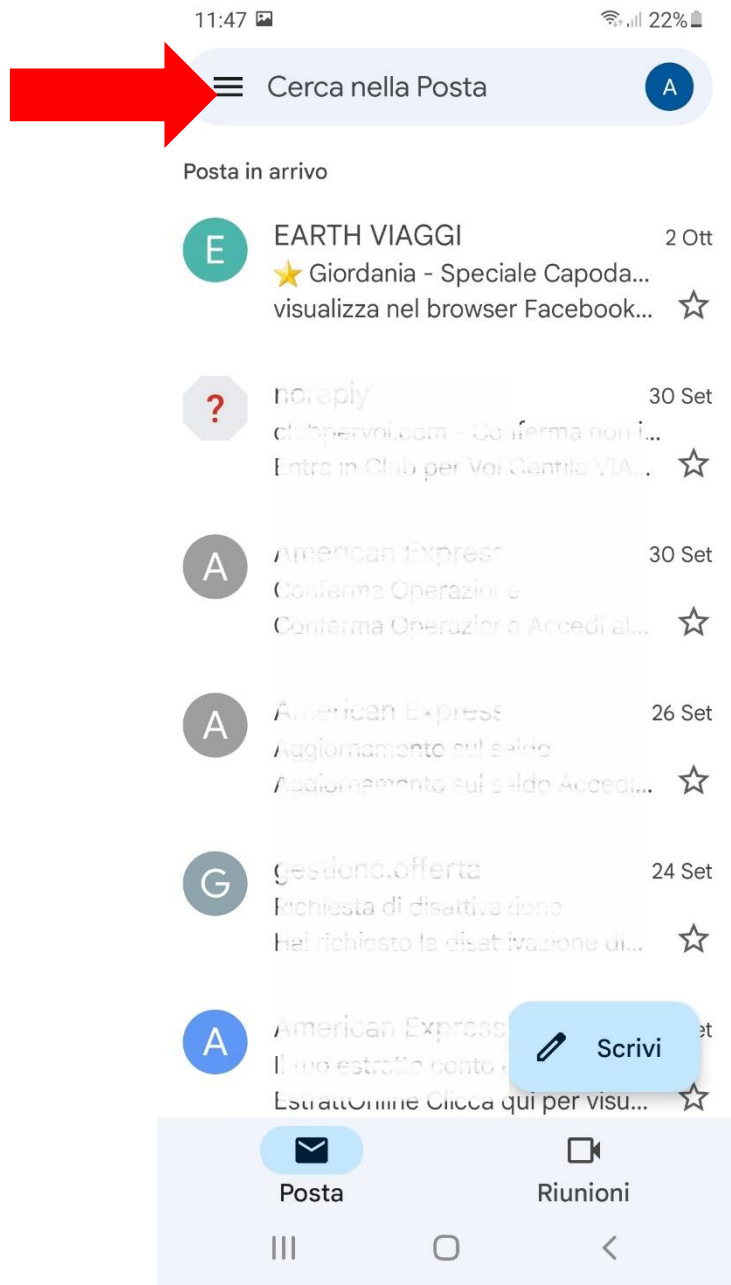 11:47
22%
Cerca nella Posta
A
Posta in arrivo
E
EARTH VIAGGI
2 Ott
Giordania - Speciale Capoda...
visualizza nel browser Facebook...
?
noreply
30 Set
clubpervoi.com - Conferma non i...
Entra in Club per Voi Gentile VIA...
A
American Express
30 Set
Conferma Operazione
Conferma Operazione Accedi al...
A
American Express
26 Set
Aggiornamento sul saldo
Aggiornamento sul saldo Accedi...
G
gestione.offerta
24 Set
Richiesta di disattivazione
Hai richiesto la disattivazione di...
A
American Express
Il tuo estratto conto
Scrivi
EstrattOnline Clicca qui per visu...
Posta
Riunioni